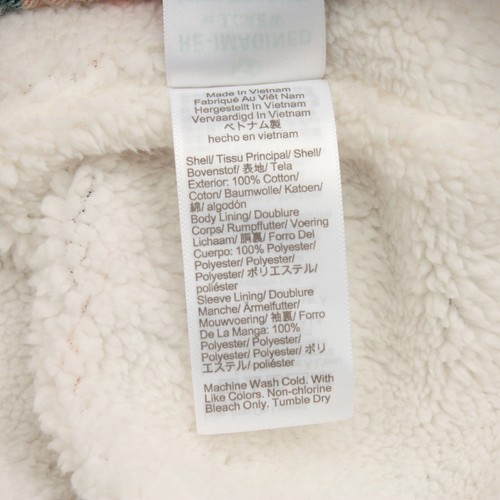 J.CREW
RE-IMAGINED
Made In Vietnam
Fabriqué Au Viêt Nam
Hergestellt In Vietnam
Vervaardigd In Vietnam
ベトナム製
hecho en vietnam
Shell/ Tissu Principal/ Shell/
Bovenstof/ 表地/ Tela
Exterior: 100% Cotton/
Coton/ Baumwolle/ Katoen/
綿/ algodón
Body Lining/ Doublure
Corps/ Rumpffutter/ Voering
Lichaam/ 胴裏/ Forro Del
Cuerpo: 100% Polyester/
Polyester/ Polyester/
Polyester/ ポリエステル/
poliéster
Sleeve Lining/ Doublure
Manche/ Ärmelfutter/
Mouwvoering/ 袖裏/ Forro
De La Manga: 100%
Polyester/ Polyester/
Polyester/ Polyester/ ポリ
エステル/ poliéster
Machine Wash Cold. With
Like Colors. Non-chlorine
Bleach Only. Tumble Dry